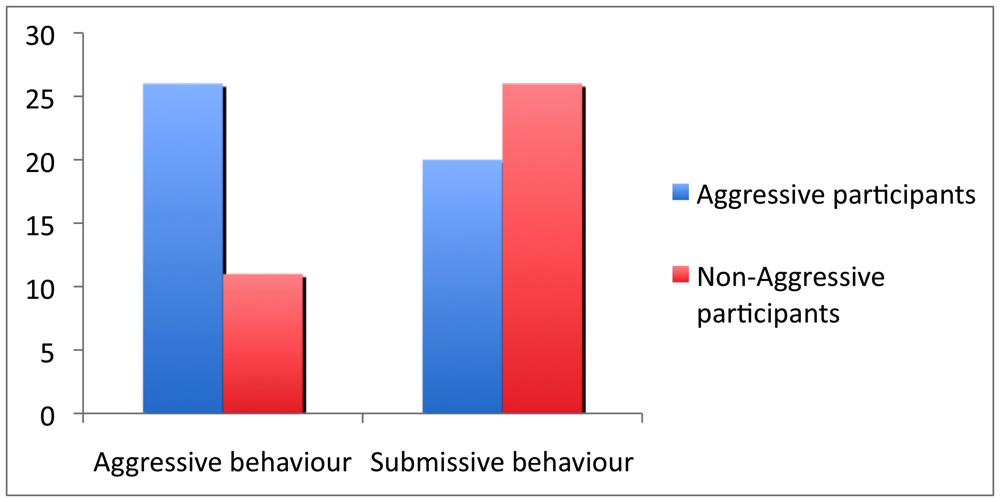 30
25
20
15
10
5
0
Aggressive behaviour
Submissive behaviour
Aggressive participants
Non-Aggressive
participants